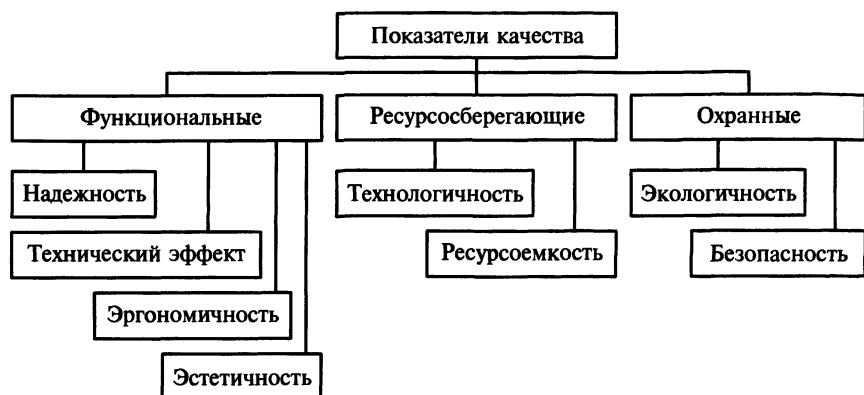 Показатели качества
Функциональные
Ресурсосберегающие
Охранные
Надежность
Технологичность
Экологичность
Технический эффект
Ресурсоемкость
Безопасность
Эргономичность
Эстетичность